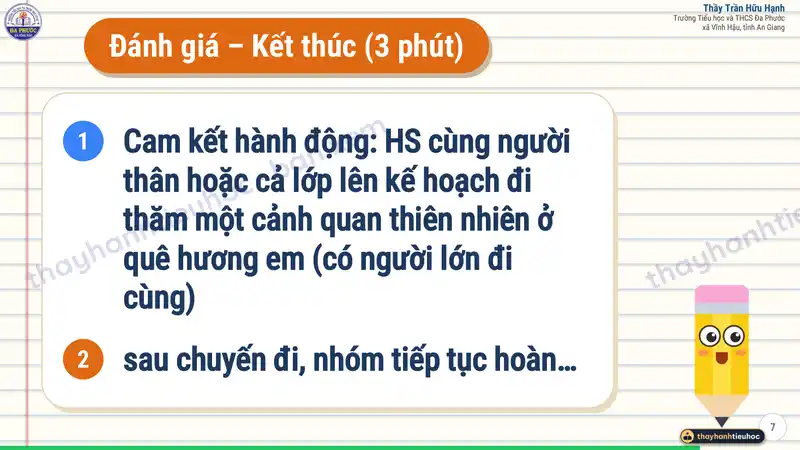 Thầy Trần Hữu Hạnh
Trường Tiểu học và THCS Đa Phước
xã Vĩnh Hậu, tỉnh An Giang
ĐA PHƯỚC
Đánh giá – Kết thúc (3 phút)
1
Cam kết hành động: HS cùng người
thân hoặc cả lớp lên kế hoạch đi
thăm một cảnh quan thiên nhiên ở
quê hương em (có người lớn đi
cùng)
2
sau chuyến đi, nhóm tiếp tục hoàn…
thayhanhtieuhoc
7